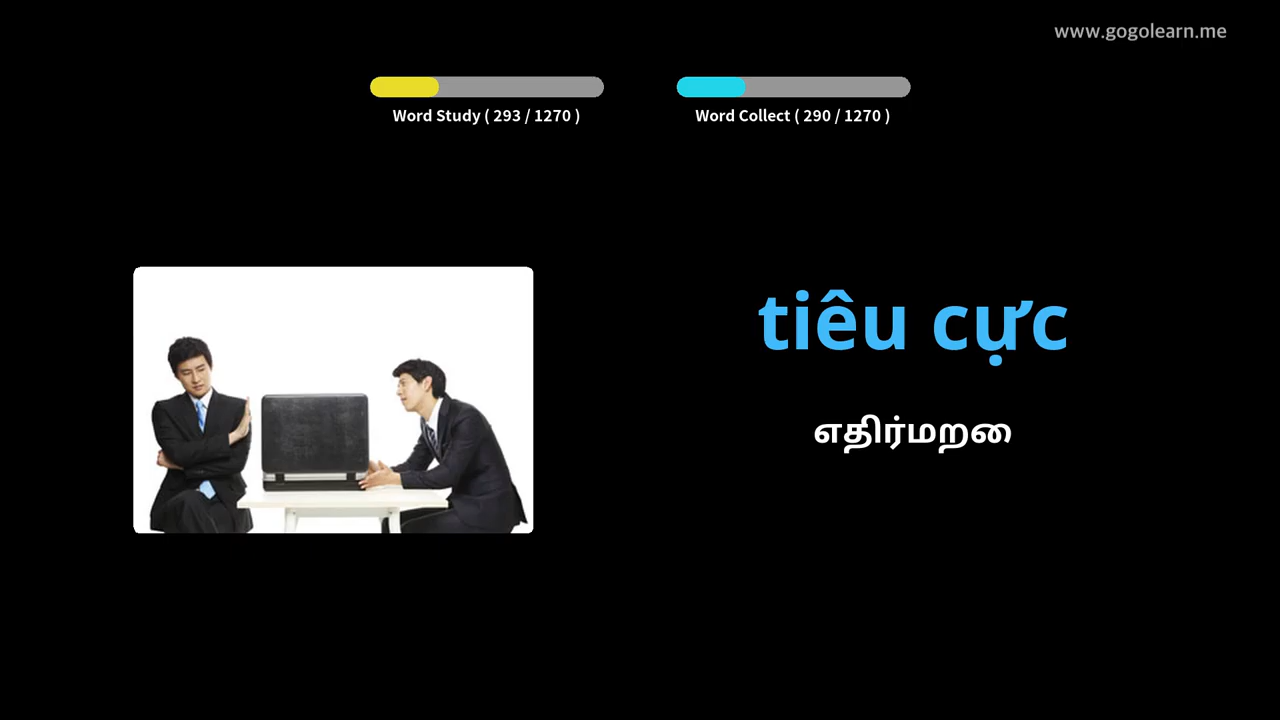 www.gogolearn.me
Word Study ( 293 / 1270 )
Word Collect ( 290 / 1270 )
tiêu cực
எதிர்மறை